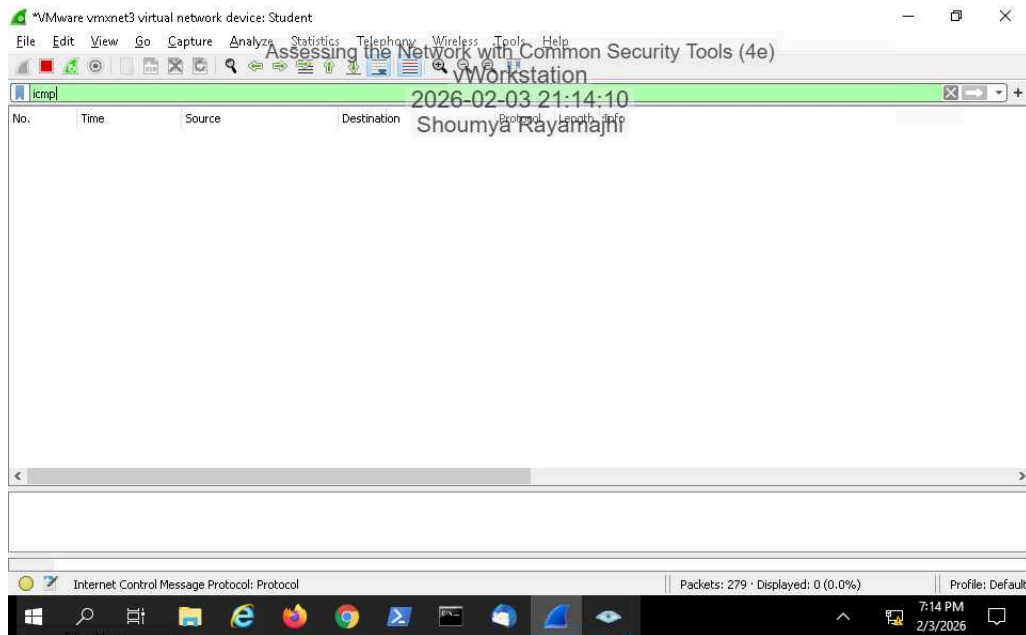 *VMware vmxnet3 virtual network device: Student
File Edit View Go Capture Analyze Statistics Telephony Wireless Tools Help
Assessing the Network with Common Security Tools (4e)
vWorkstation
icmp
2026-02-03 21:14:10
No. Time Source Destination Protocol Length Info
Shoumya Rayamajhi
Internet Control Message Protocol: Protocol
Packets: 279 · Displayed: 0 (0.0%)
Profile: Default
7:14 PM
2/3/2026